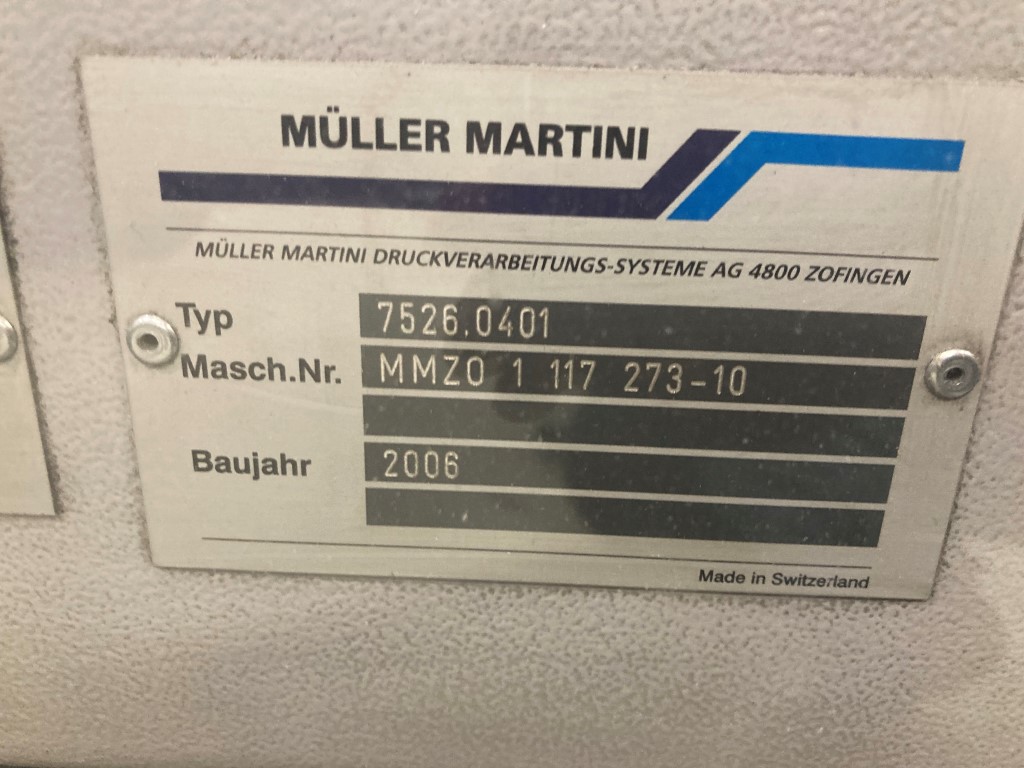 MÜLLER MARTINI
MÜLLER MARTINI DRUCKVERARBEITUNGS-SYSTEME AG 4800 ZOFINGEN
Typ 7526.0401
Masch.Nr. MMZO 1 117 273-10
Baujahr 2006
Made in Switzerland